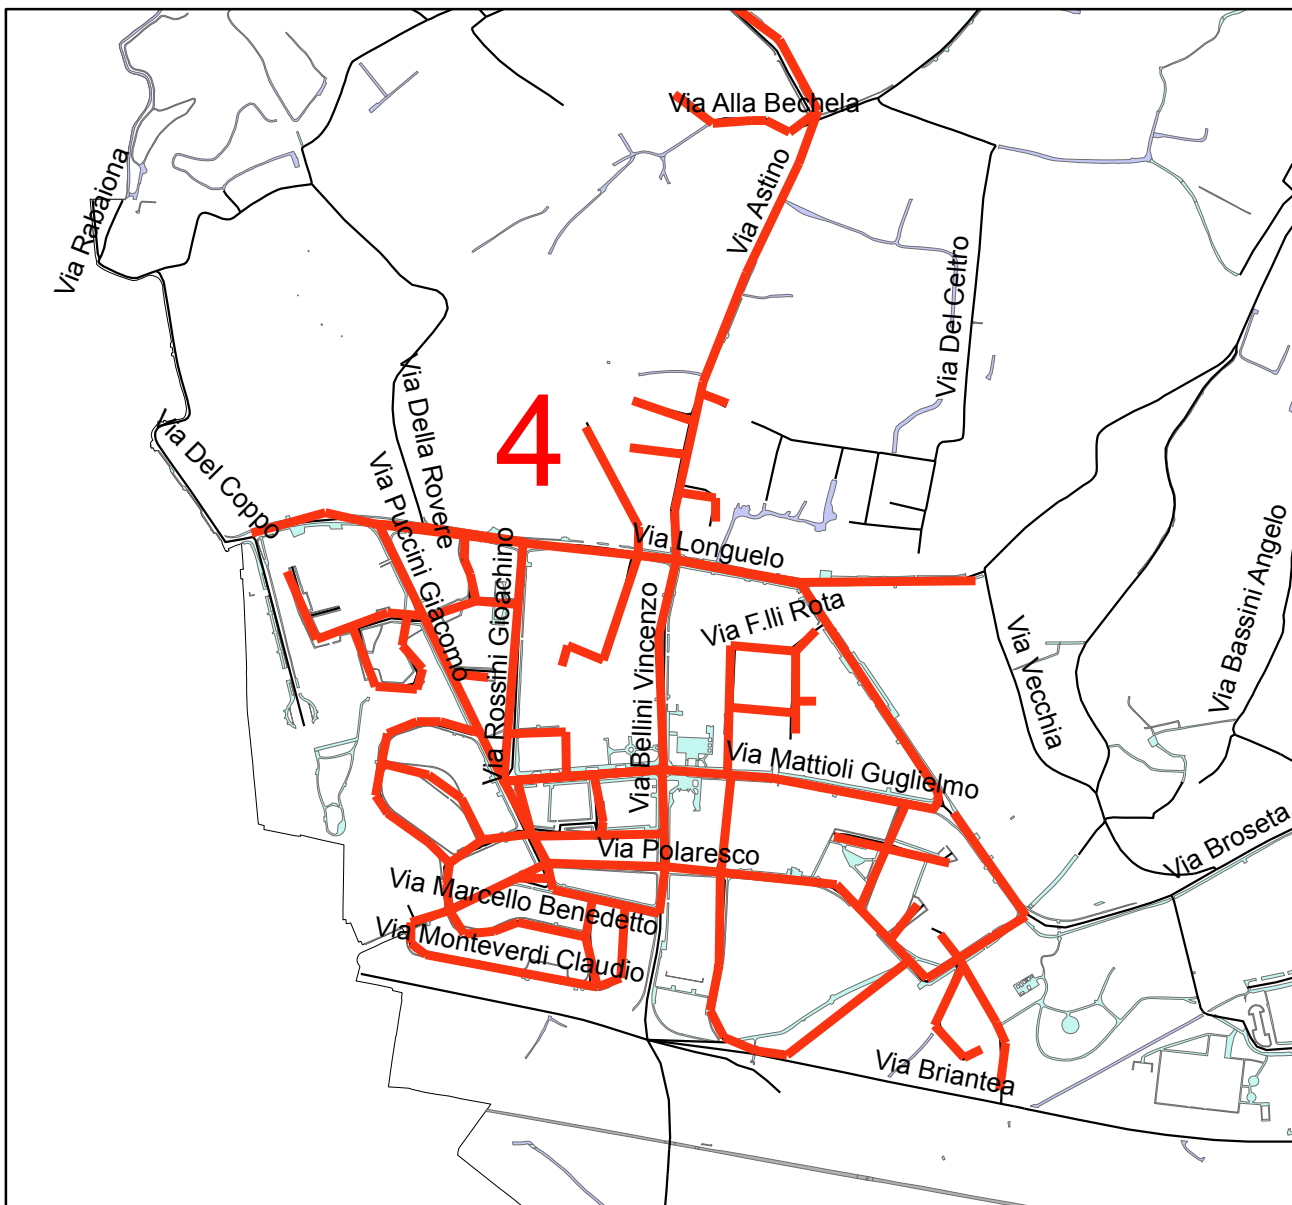 Via Alla Bechela
Via Rabaiona
Via Astino
Via Del Celtro
Via Della Rovere
4
Via Del Coppo
Via Puccini Giacomo
Via Rossini Gioachino
Via Longuelo
Via Bassini Angelo
Via F.lli Rota
Via Bellini Vincenzo
Via Vecchia
Via Mattioli Guglielmo
Via Polaresco
Via Broseta
Via Marcello Benedetto
Via Monteverdi Claudio
Via Briantea